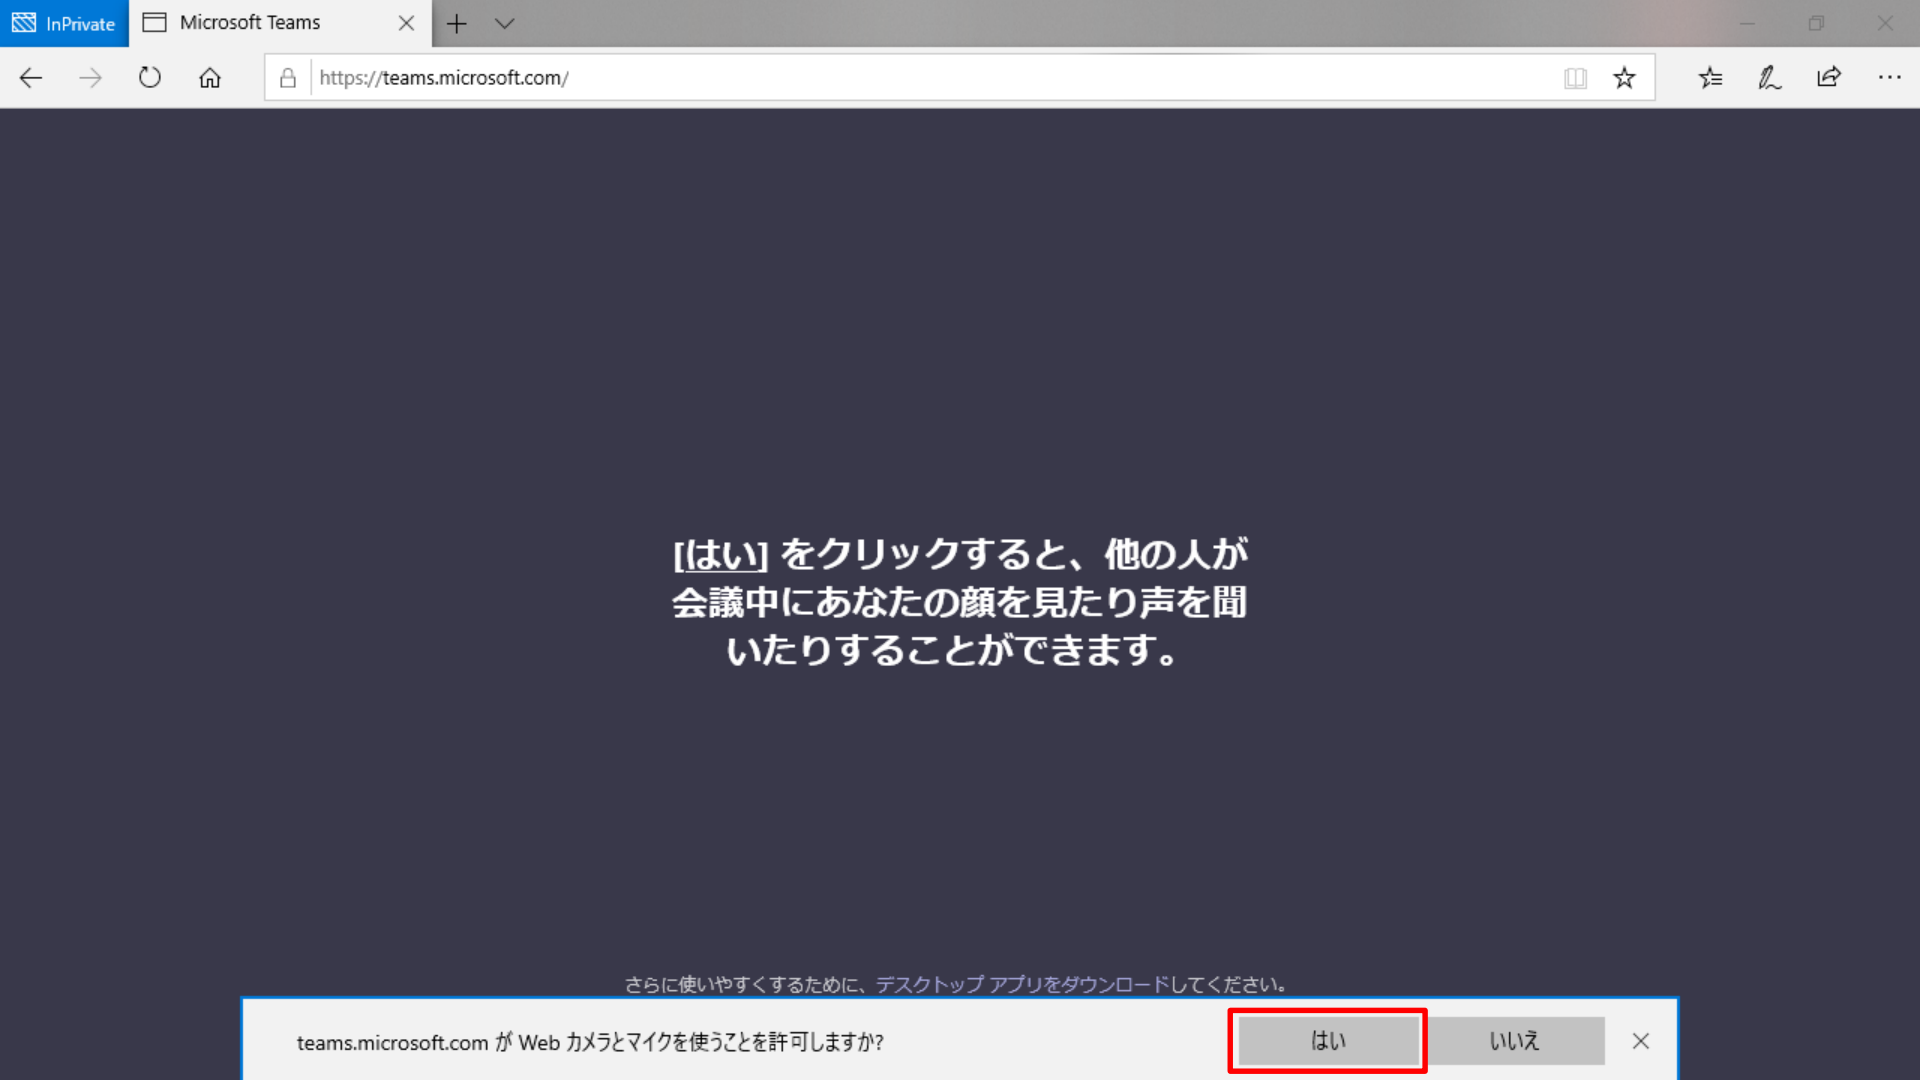 InPrivate
Microsoft Teams
https://teams.microsoft.com/
[はい] をクリックすると、他の人が
会議中にあなたの顔を見たり声を聞
いたりすることができます。
さらに使いやすくするために、デスクトップ アプリをダウンロードしてください。
teams.microsoft.com が Web カメラとマイクを使うことを許可しますか?
はい
いいえ